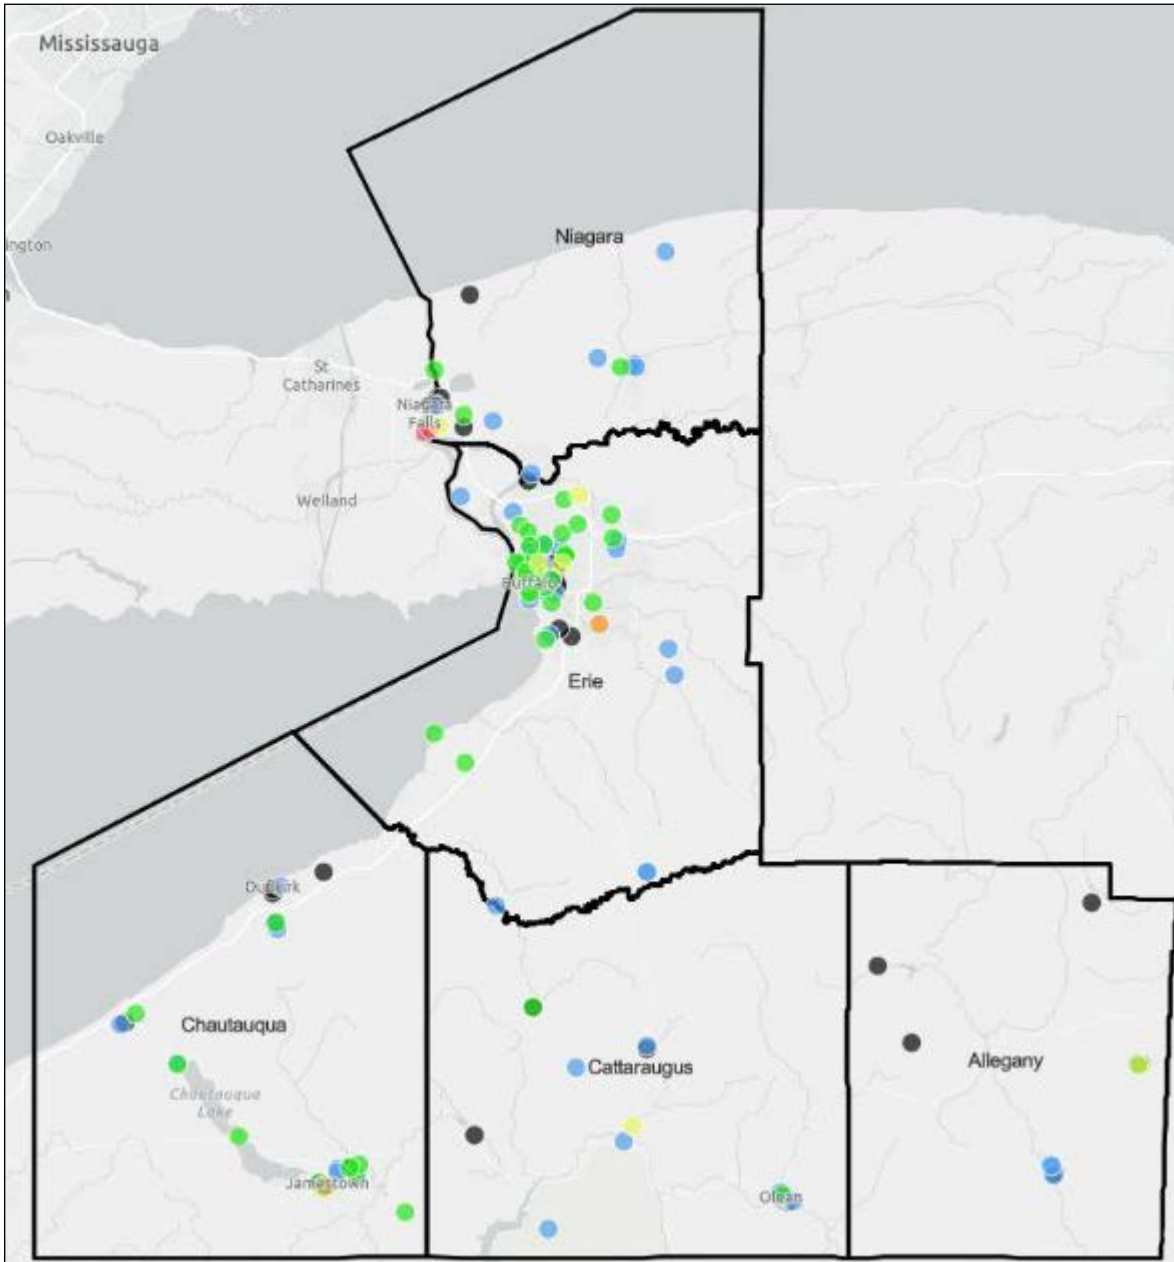 Mississauga
Oakville
ington
Niagara
St
Catharines
Niagara
Falls
Welland
Buffalo
Erie
Dunkirk
Chautauqua
Chautauqua
Lake
Jamestown
Cattaraugus
Olean
Allegany